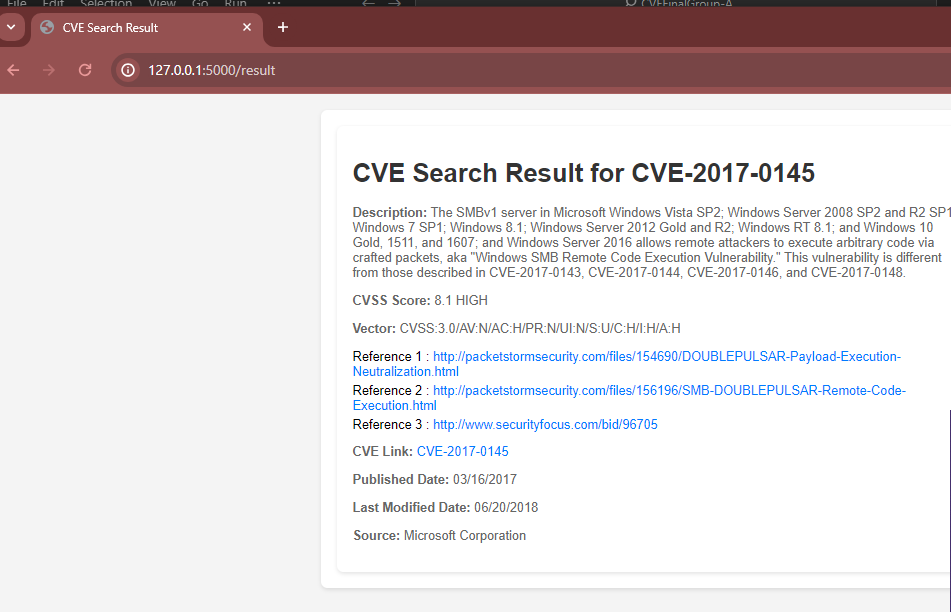 File Edit Selection View Go Run ... CVEFinalGroup-A
CVE Search Result
127.0.0.1:5000/result
CVE Search Result for CVE-2017-0145
Description: The SMBv1 server in Microsoft Windows Vista SP2; Windows Server 2008 SP2 and R2 SP1
Windows 7 SP1; Windows 8.1; Windows Server 2012 Gold and R2; Windows RT 8.1; and Windows 10
Gold, 1511, and 1607; and Windows Server 2016 allows remote attackers to execute arbitrary code via
crafted packets, aka "Windows SMB Remote Code Execution Vulnerability." This vulnerability is different
from those described in CVE-2017-0143, CVE-2017-0144, CVE-2017-0146, and CVE-2017-0148.
CVSS Score: 8.1 HIGH
Vector: CVSS:3.0/AV:N/AC:H/PR:N/UI:N/S:U/C:H/I:H/A:H
Reference 1 : http://packetstormsecurity.com/files/154690/DOUBLEPULSAR-Payload-Execution-
Neutralization.html
Reference 2 : http://packetstormsecurity.com/files/156196/SMB-DOUBLEPULSAR-Remote-Code-
Execution.html
Reference 3 : http://www.securityfocus.com/bid/96705
CVE Link: CVE-2017-0145
Published Date: 03/16/2017
Last Modified Date: 06/20/2018
Source: Microsoft Corporation